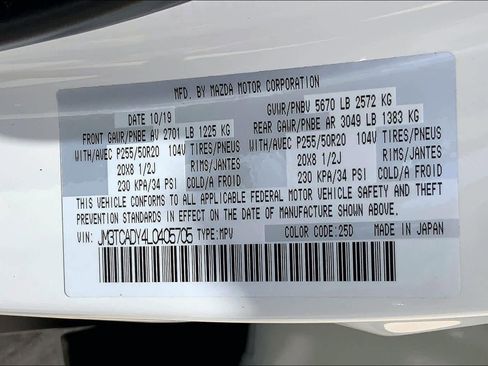 MFD. BY MAZDA MOTOR CORPORATION
DATE 10/19 GVWR/PNBV 5670 LB 2572 KG
FRONT GAWR/PNBE AV 2701 LB 1225 KG REAR GAWR/PNBE AR 3049 LB 1383 KG
WITH/AVEC P255/50R20 104V TIRES/PNEUS WITH/AVEC P255/50R20 104V TIRES/PNEUS
20X8 1/2J RIMS/JANTES 20X8 1/2J RIMS/JANTES
230 KPA/34 PSI COLD/A FROID 230 KPA/34 PSI COLD/A FROID
THIS VEHICLE CONFORMS TO ALL APPLICABLE FEDERAL MOTOR VEHICLE SAFETY AND THEFT
PREVENTION STANDARDS IN EFFECT ON THE DATE OF MANUFACTURE SHOWN ABOVE.
VIN: JM3TCADY4L0405705 TYPE: MPV COLOR CODE: 25D MADE IN JAPAN